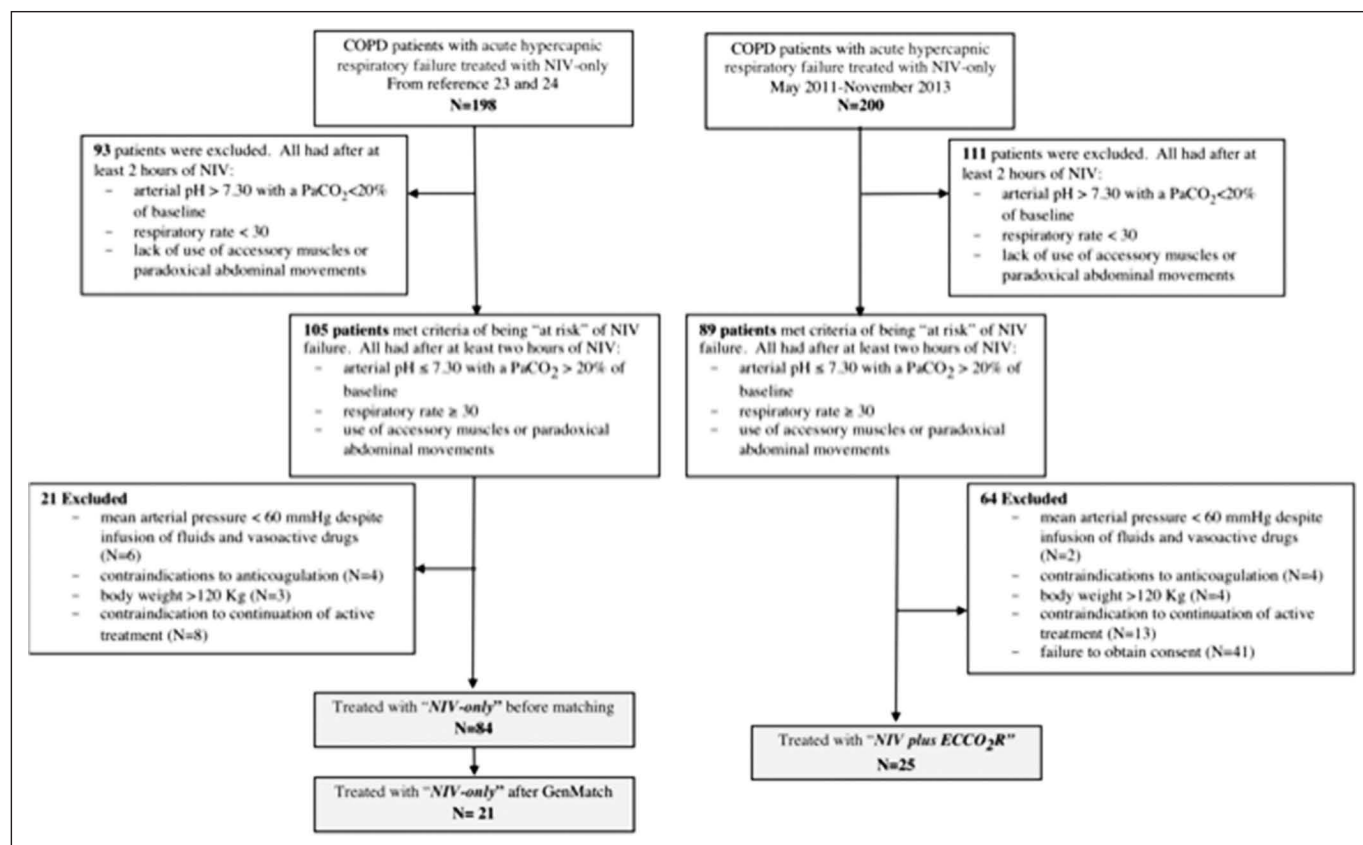 COPD patients with acute hypercapnic
respiratory failure treated with NIV-only
From reference 23 and 24
N=198
COPD patients with acute hypercapnic
respiratory failure treated with NIV-only
May 2011-November 2013
N=200
93 patients were excluded. All had after at
least 2 hours of NIV:
- arterial pH > 7.30 with a PaCO₂<20%
of baseline
- respiratory rate < 30
- lack of use of accessory muscles or
paradoxical abdominal movements
111 patients were excluded. All had after at
least 2 hours of NIV:
- arterial pH > 7.30 with a PaCO₂<20%
of baseline
- respiratory rate < 30
- lack of use of accessory muscles or
paradoxical abdominal movements
105 patients met criteria of being "at risk" of NIV
failure. All had after at least two hours of NIV:
- arterial pH ≤ 7.30 with a PaCO₂ > 20% of
baseline
- respiratory rate ≥ 30
- use of accessory muscles or paradoxical
abdominal movements
89 patients met criteria of being "at risk" of NIV
failure. All had after at least two hours of NIV:
- arterial pH ≤ 7.30 with a PaCO₂ > 20% of
baseline
- respiratory rate ≥ 30
- use of accessory muscles or paradoxical
abdominal movements
21 Excluded
- mean arterial pressure < 60 mmHg despite
infusion of fluids and vasoactive drugs
(N=6)
- contraindications to anticoagulation (N=4)
- body weight >120 Kg (N=3)
- contraindication to continuation of active
treatment (N=8)
64 Excluded
- mean arterial pressure < 60 mmHg despite
infusion of fluids and vasoactive drugs
(N=2)
- contraindications to anticoagulation (N=4)
- body weight >120 Kg (N=4)
- contraindication to continuation of active
treatment (N=13)
- failure to obtain consent (N=41)
Treated with "NIV-only" before matching
N=84
Treated with "NIV plus ECCO₂R"
N=25
Treated with "NIV-only" after GenMatch
N= 21